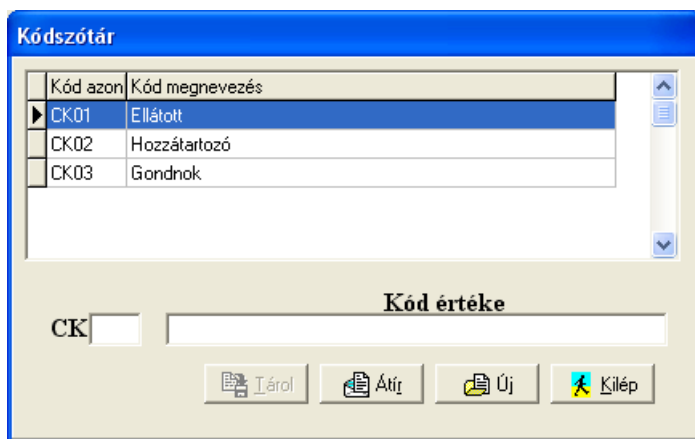 Kódszótár
Kód azon Kód megnevezés
CK01 Ellátott
CK02 Hozzátartozó
CK03 Gondnok
Kód értéke
CK
Tárol Átír Új Kilép